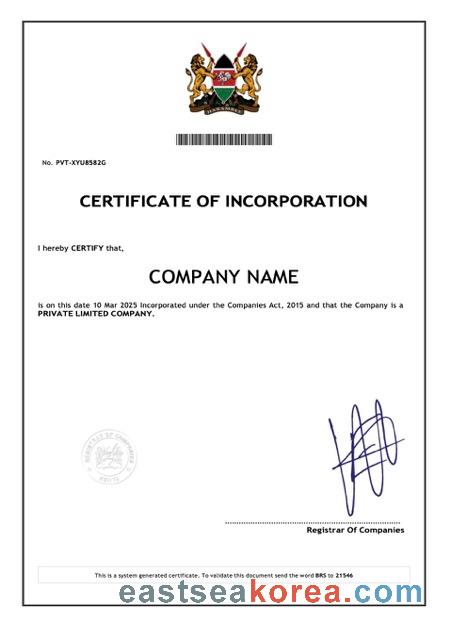 HARAMBEE
No. PVT-XYU8582G
CERTIFICATE OF INCORPORATION
I hereby CERTIFY that,
COMPANY NAME
is on this date 10 Mar 2025 Incorporated under the Companies Act, 2015 and that the Company is a
PRIVATE LIMITED COMPANY.
REGISTRAR OF COMPANIES
KENYA
Registrar Of Companies
This is a system generated certificate. To validate this document send the word BRS to 21546
eastseakorea.com